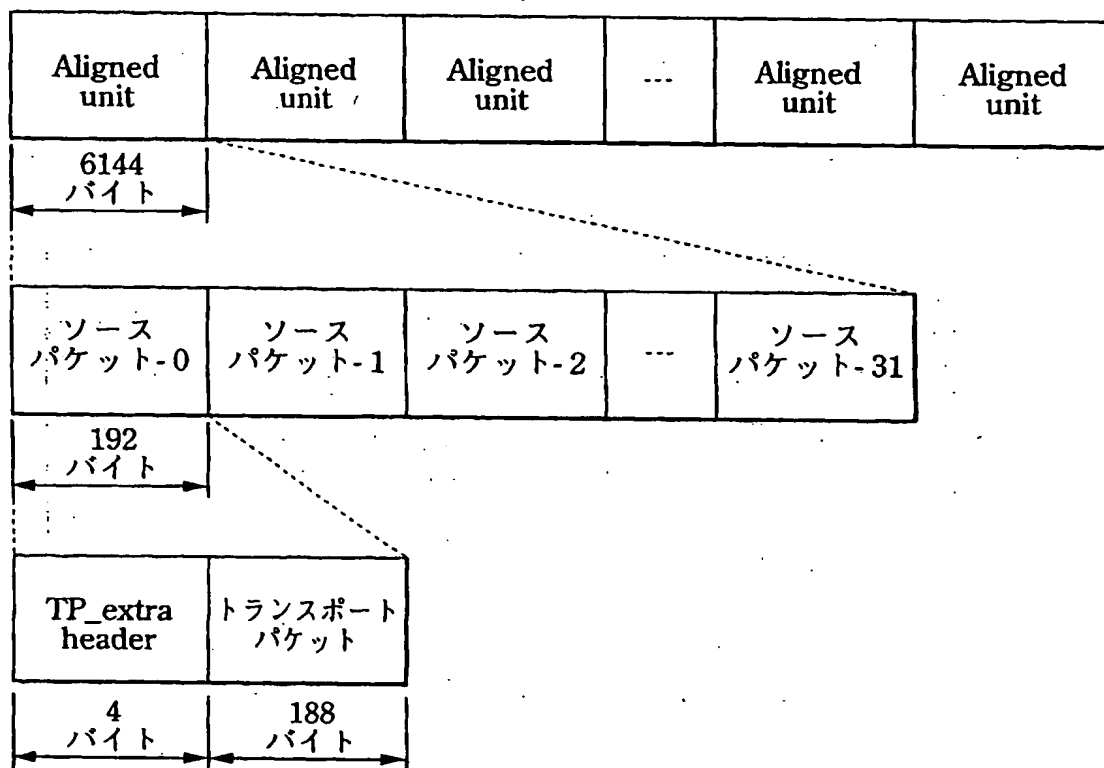 Aligned
unit
Aligned
unit
Aligned
unit
---
Aligned
unit
Aligned
unit
6144
バイト
ソース
パケット-0
ソース
パケット-1
ソース
パケット-2
---
ソース
パケット-31
192
バイト
TP_extra
header
トランスポート
パケット
4
バイト
188
バイト